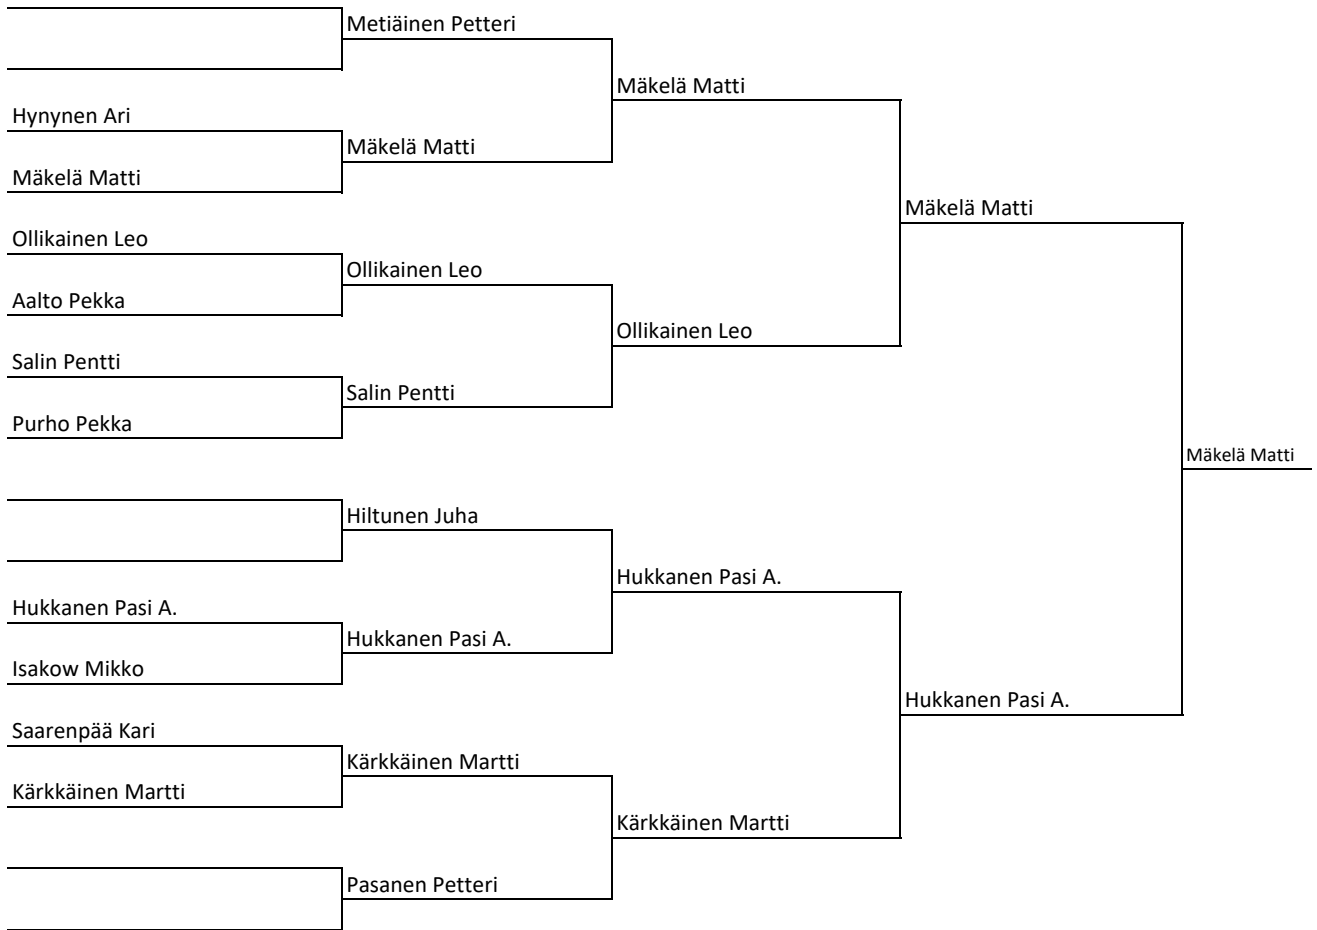 Metiäinen Petteri
Mäkelä Matti
Hynynen Ari
Mäkelä Matti
Mäkelä Matti
Mäkelä Matti
Ollikainen Leo
Ollikainen Leo
Aalto Pekka
Ollikainen Leo
Salin Pentti
Salin Pentti
Purho Pekka
Mäkelä Matti
Hiltunen Juha
Hukkanen Pasi A.
Hukkanen Pasi A.
Hukkanen Pasi A.
Isakow Mikko
Hukkanen Pasi A.
Saarenpää Kari
Kärkkäinen Martti
Kärkkäinen Martti
Kärkkäinen Martti
Pasanen Petteri